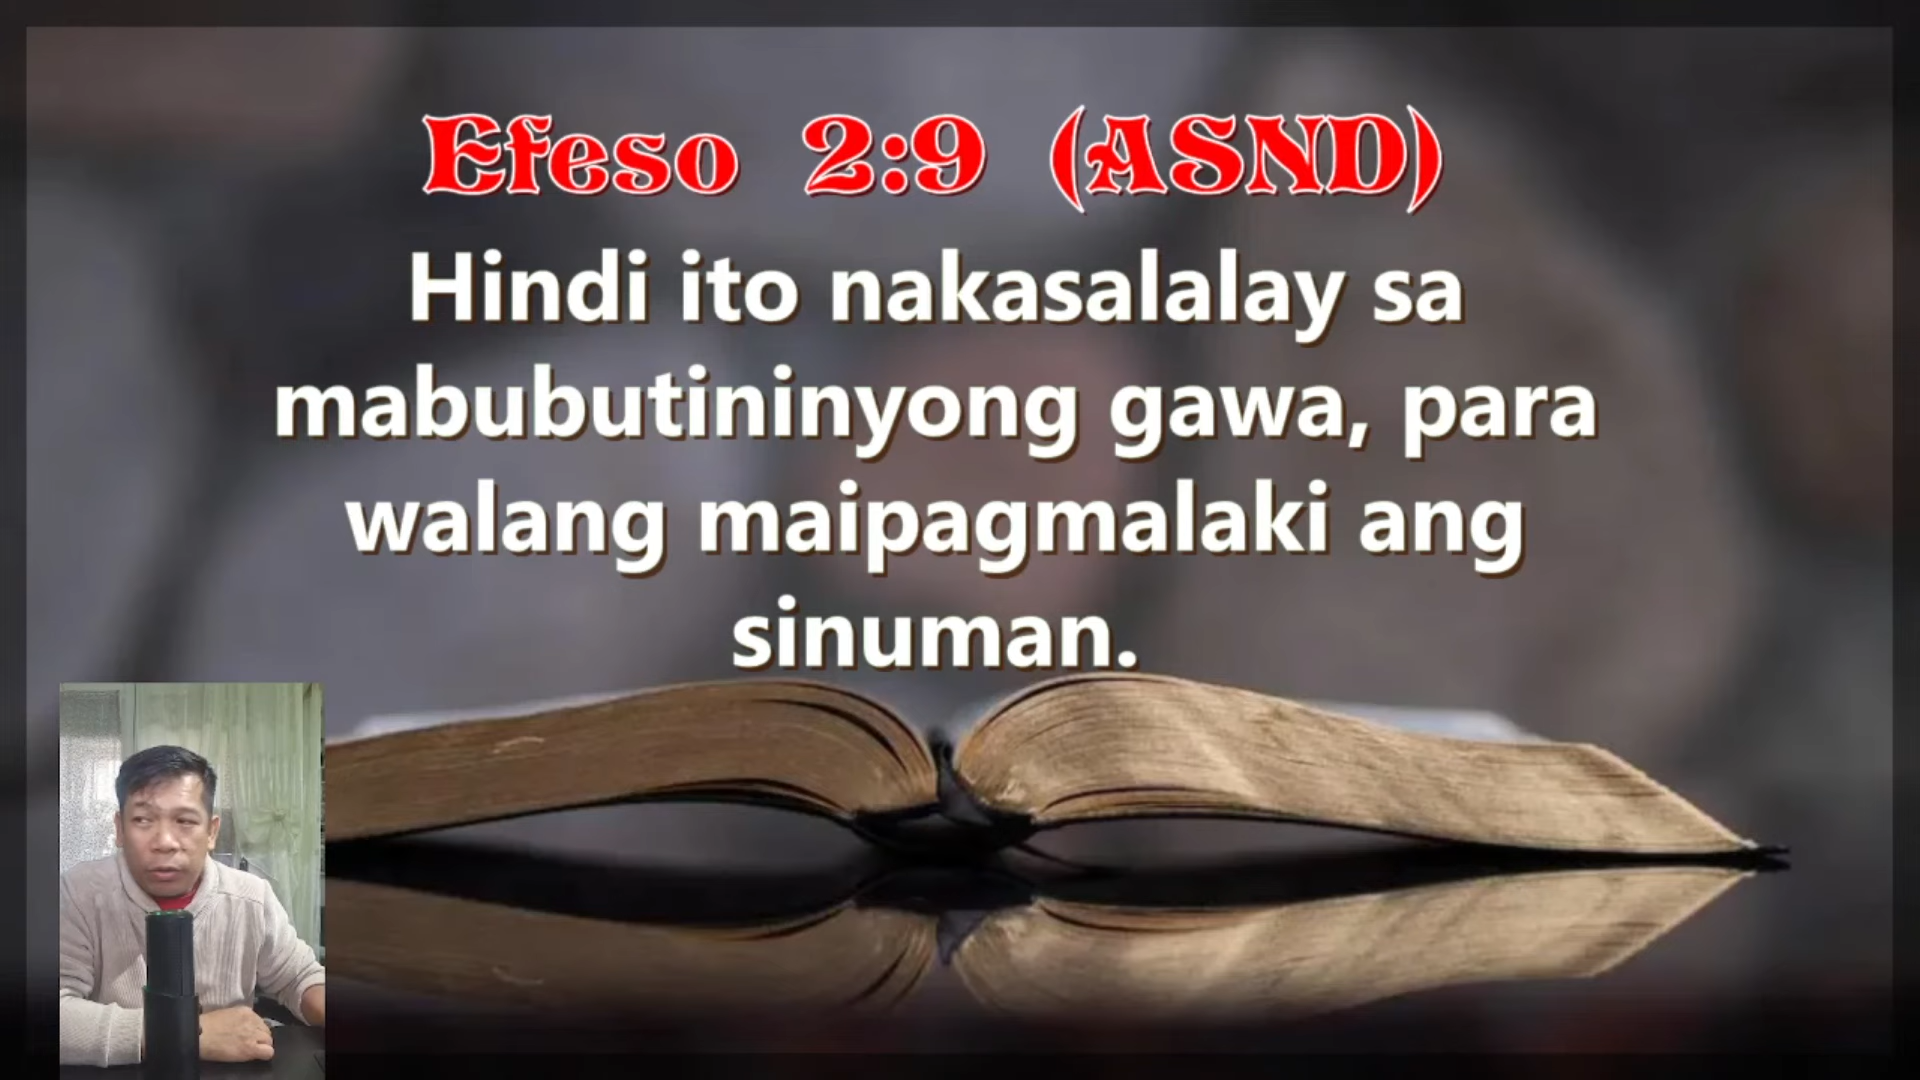 Efeso 2:9 (ASND)
Hindi ito nakasalalay sa
mabubutininyong gawa, para
walang maipagmalaki ang
sinuman.